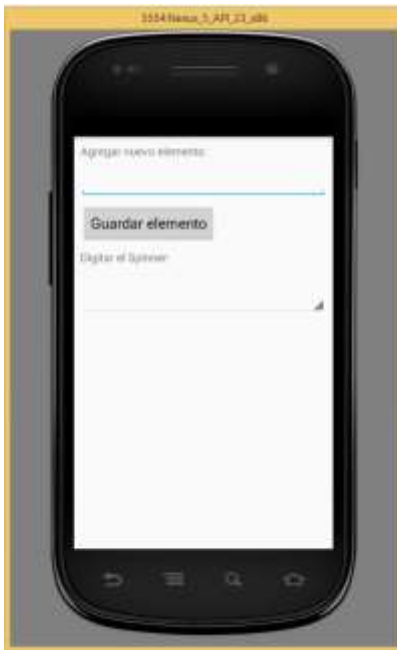 5554:Nexus_5_API_23_x86
Agregar nuevo elemento:
Guardar elemento
Digitar el Spinner